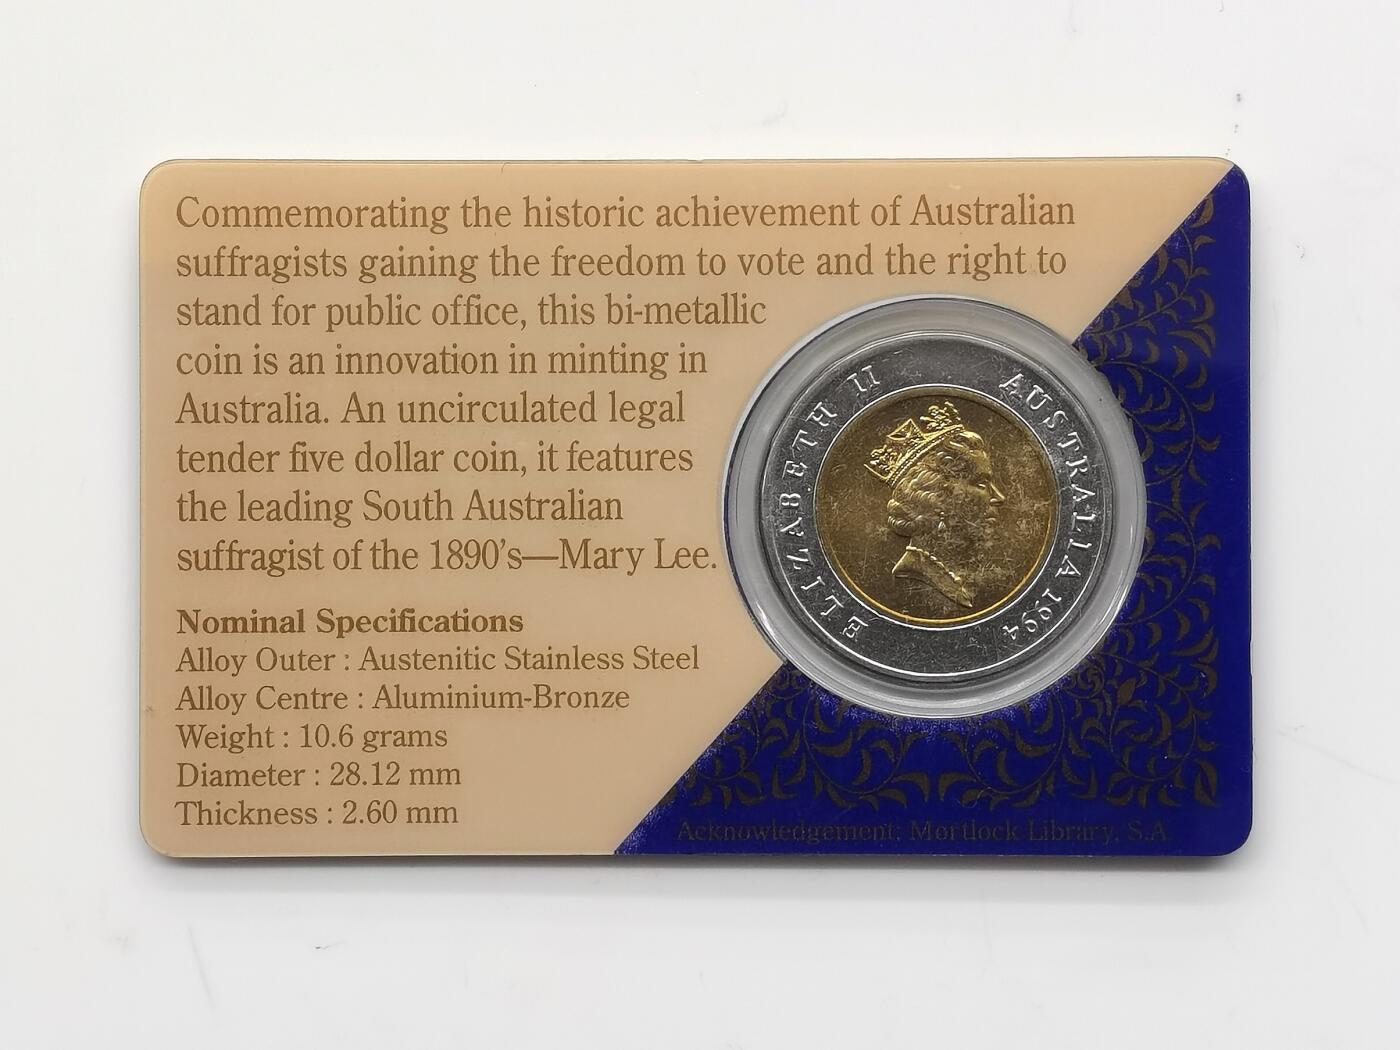 Commemorating the historic achievement of Australian
suffragists gaining the freedom to vote and the right to
stand for public office, this bi-metallic
coin is an innovation in minting in
Australia. An uncirculated legal
tender five dollar coin, it features
the leading South Australian
suffragist of the 1890's—Mary Lee.
Nominal Specifications
Alloy Outer : Austenitic Stainless Steel
Alloy Centre : Aluminium-Bronze
Weight : 10.6 grams
Diameter : 28.12 mm
Thickness : 2.60 mm
ELIZABETH II
AUSTRALIA 1994
Acknowledgement: Mortlock Library, S.A